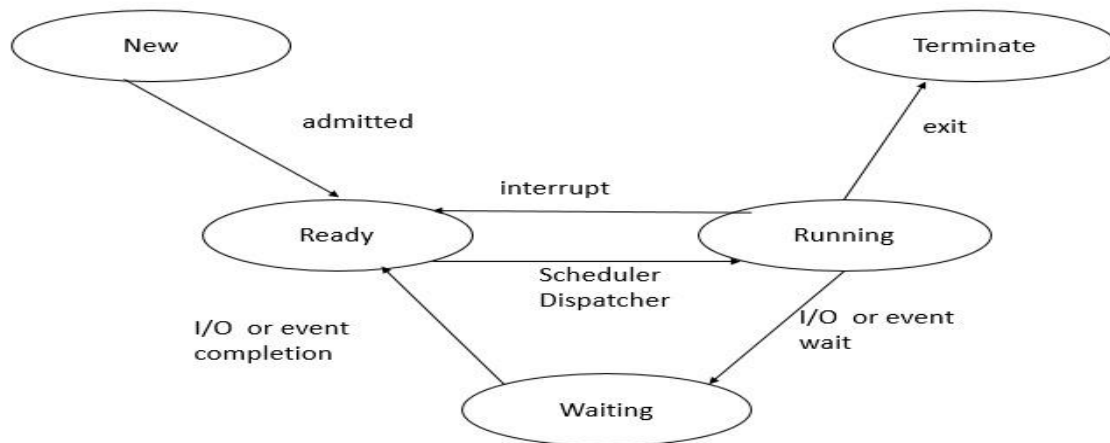 New
Terminate
admitted
exit
interrupt
Ready
Running
Scheduler
Dispatcher
I/O or event
completion
I/O or event
wait
Waiting